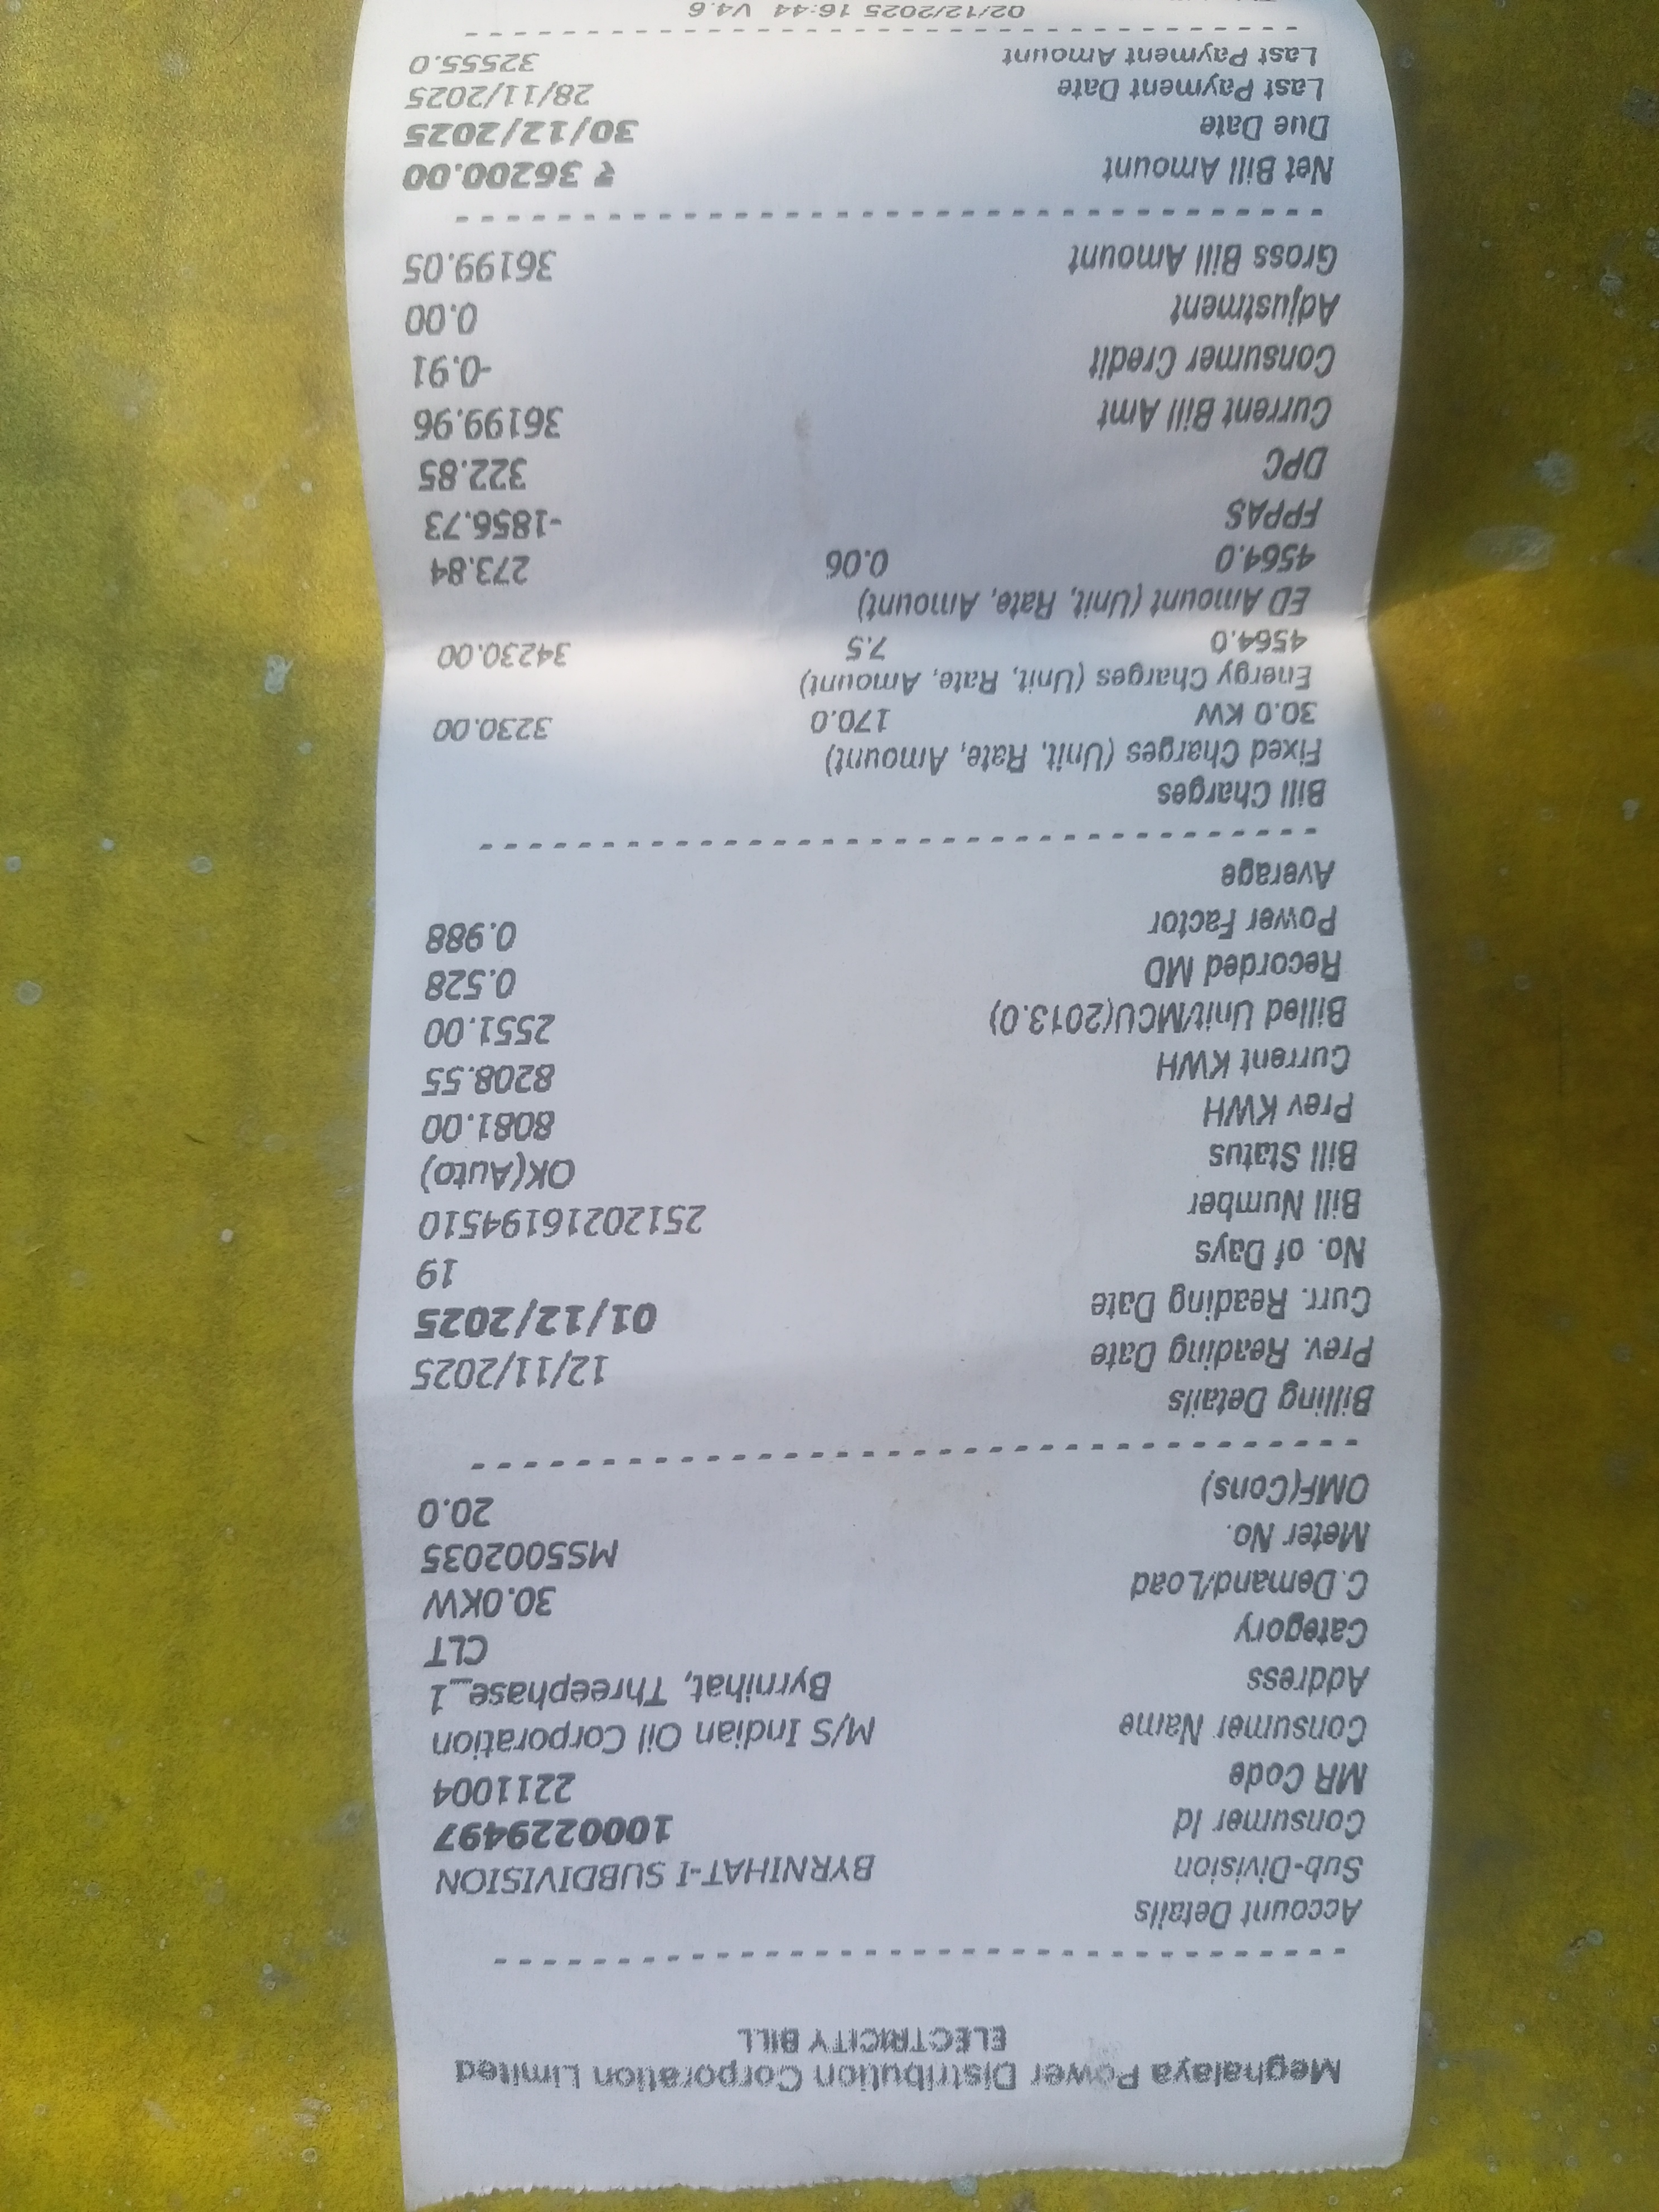 Meghalaya Power Distribution Corporation Limited
ELECTRICITY BILL
Account Details
Sub-Division BYRNIHAT-I SUBDIVISION
Consumer Id 1000229497
MR Code 2211004
Consumer Name M/S Indian Oil Corporation
Address Byrnihat, Threephase_1
Category CLT
C.Demand/Load 30.0KW
Meter No. MS5002035
OMF(Cons) 20.0
Billing Details
Prev. Reading Date 12/11/2025
Curr. Reading Date 01/12/2025
No. of Days 19
Bill Number 25120216194510
Bill Status OK(Auto)
Prev KWH 8081.00
Current KWH 8208.55
Billed Unit/MCU(2013.0) 2551.00
Recorded MD 0.528
Power Factor 0.988
Average
Bill Charges
Fixed Charges (Unit, Rate, Amount)
30.0 KW 170.0 3230.00
Energy Charges (Unit, Rate, Amount)
4564.0 7.5 34230.00
ED Amount (Unit, Rate, Amount)
4564.0 0.06 273.84
FPPAS -1856.73
DPC 322.85
Current Bill Amt 36199.96
Consumer Credit -0.91
Adjustment 0.00
Gross Bill Amount 36199.05
Net Bill Amount ₹ 36200.00
Due Date 30/12/2025
Last Payment Date 28/11/2025
Last Payment Amount 32555.0
02/12/2025 16:44 V4.6